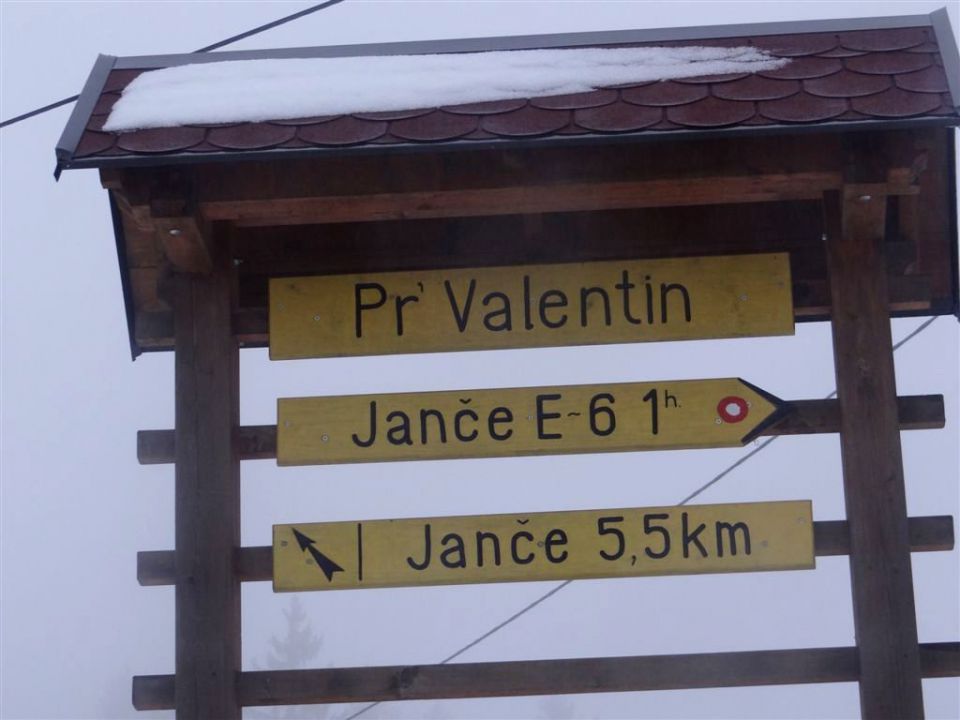 Pr' Valentin
Janče E-6 1h.
Janče 5,5km